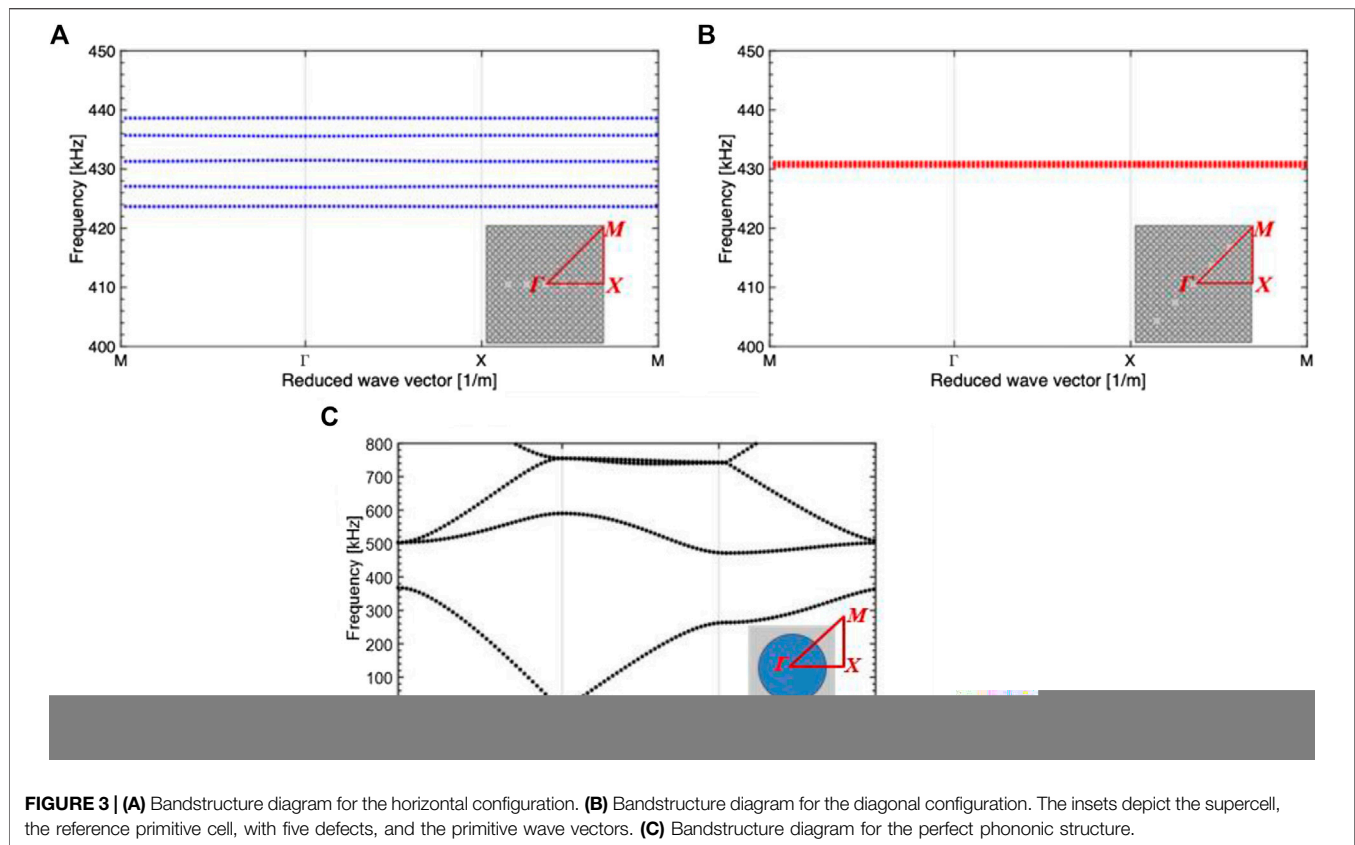 A
450
440
430
420
410
400
Frequency [kHz]
M
Γ
X
M
Γ
X
M
Reduced wave vector [1/m]
B
450
440
430
420
410
400
Frequency [kHz]
M
Γ
X
M
Γ
X
M
Reduced wave vector [1/m]
C
800
700
600
500
400
300
200
100
Frequency [kHz]
M
Γ
X
FIGURE 3 | (A) Bandstructure diagram for the horizontal configuration. (B) Bandstructure diagram for the diagonal configuration. The insets depict the supercell,
the reference primitive cell, with five defects, and the primitive wave vectors. (C) Bandstructure diagram for the perfect phononic structure.